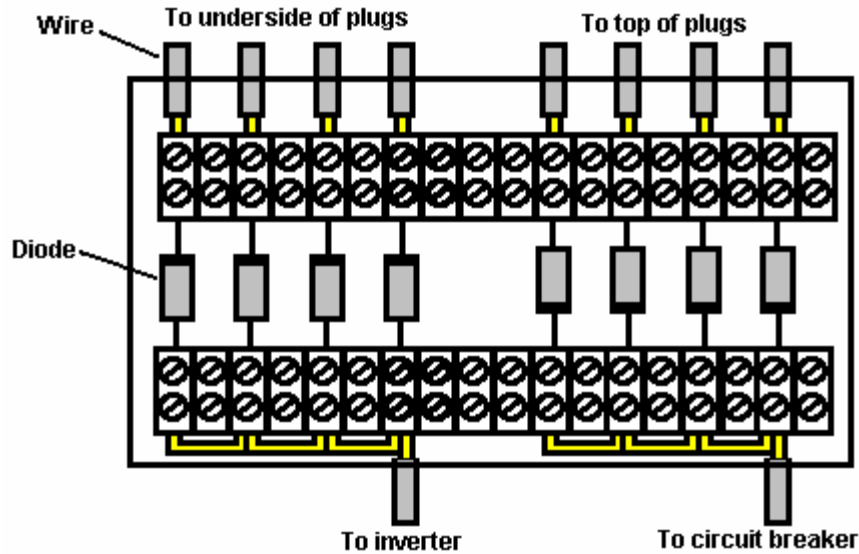 Wire
To underside of plugs
To top of plugs
Diode
To inverter
To circuit breaker